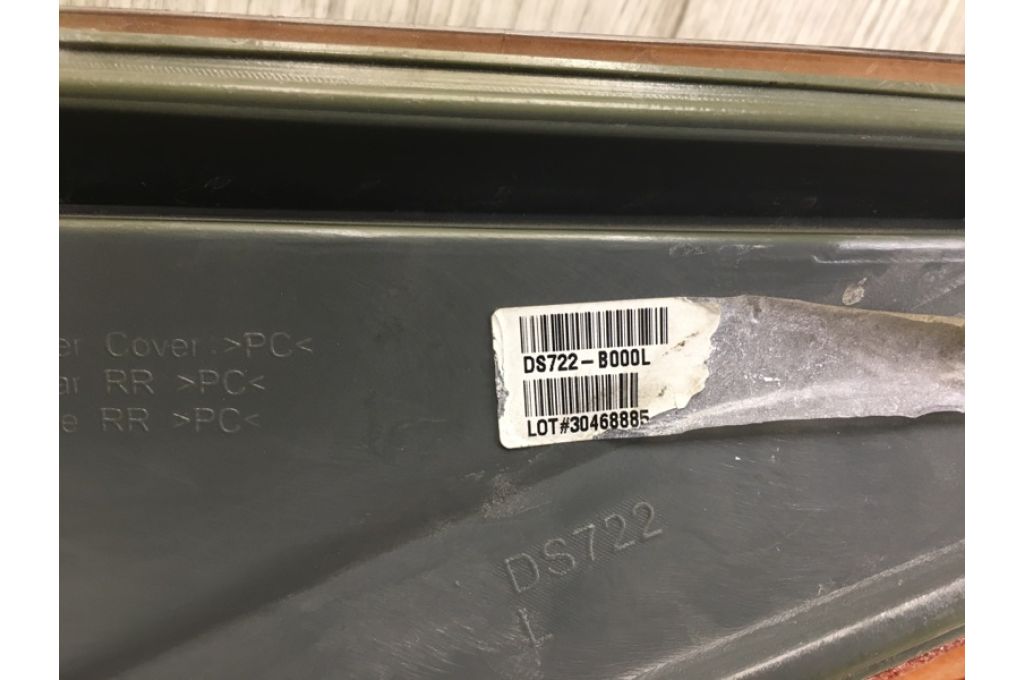 er Cover >PC<
ar RR >PC<
e RR >PC<
DS722-B000L
LOT#30468885
DS722
L